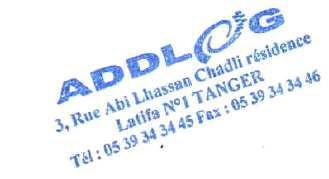 ADDLOG
3, Rue Abi Lhassan Chadli résidence
Latifa N°1 TANGER
Tél : 05 39 34 34 45 Fax : 05 39 34 34 46